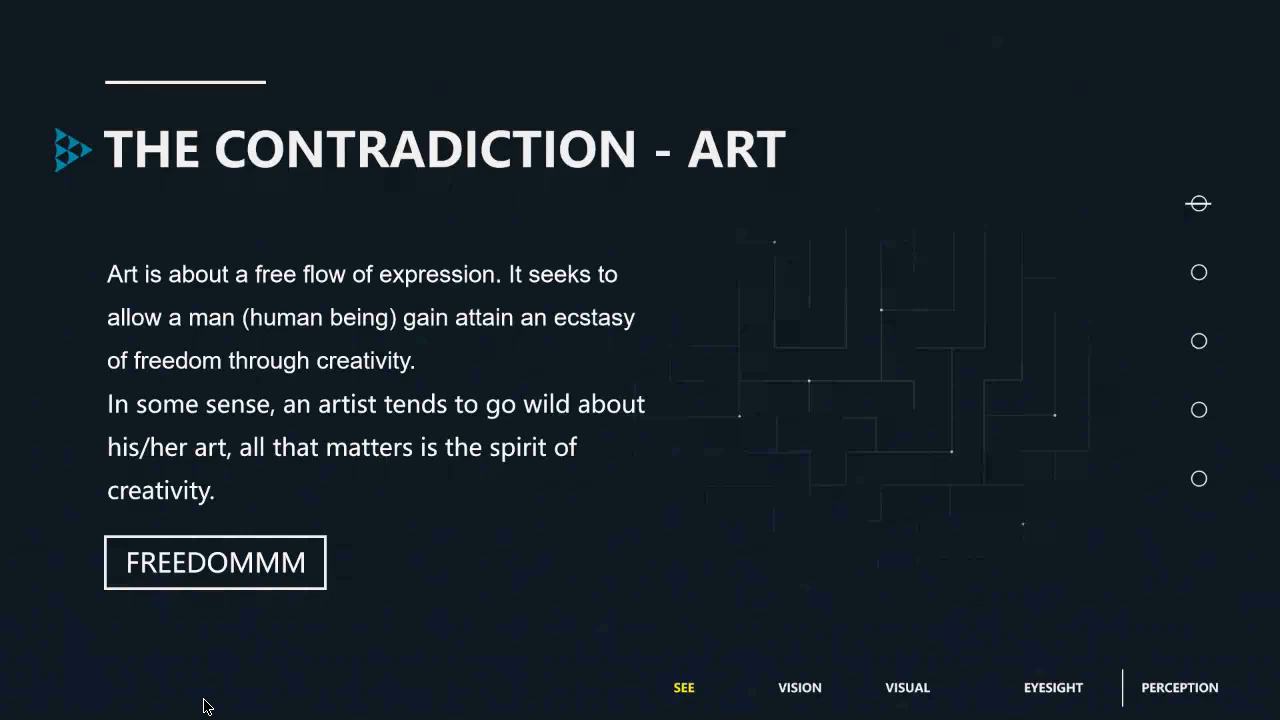 THE CONTRADICTION - ART
Art is about a free flow of expression. It seeks to
allow a man (human being) gain attain an ecstasy
of freedom through creativity.
In some sense, an artist tends to go wild about
his/her art, all that matters is the spirit of
creativity.
FREEDOMMM
SEE VISION VISUAL EYESIGHT PERCEPTION